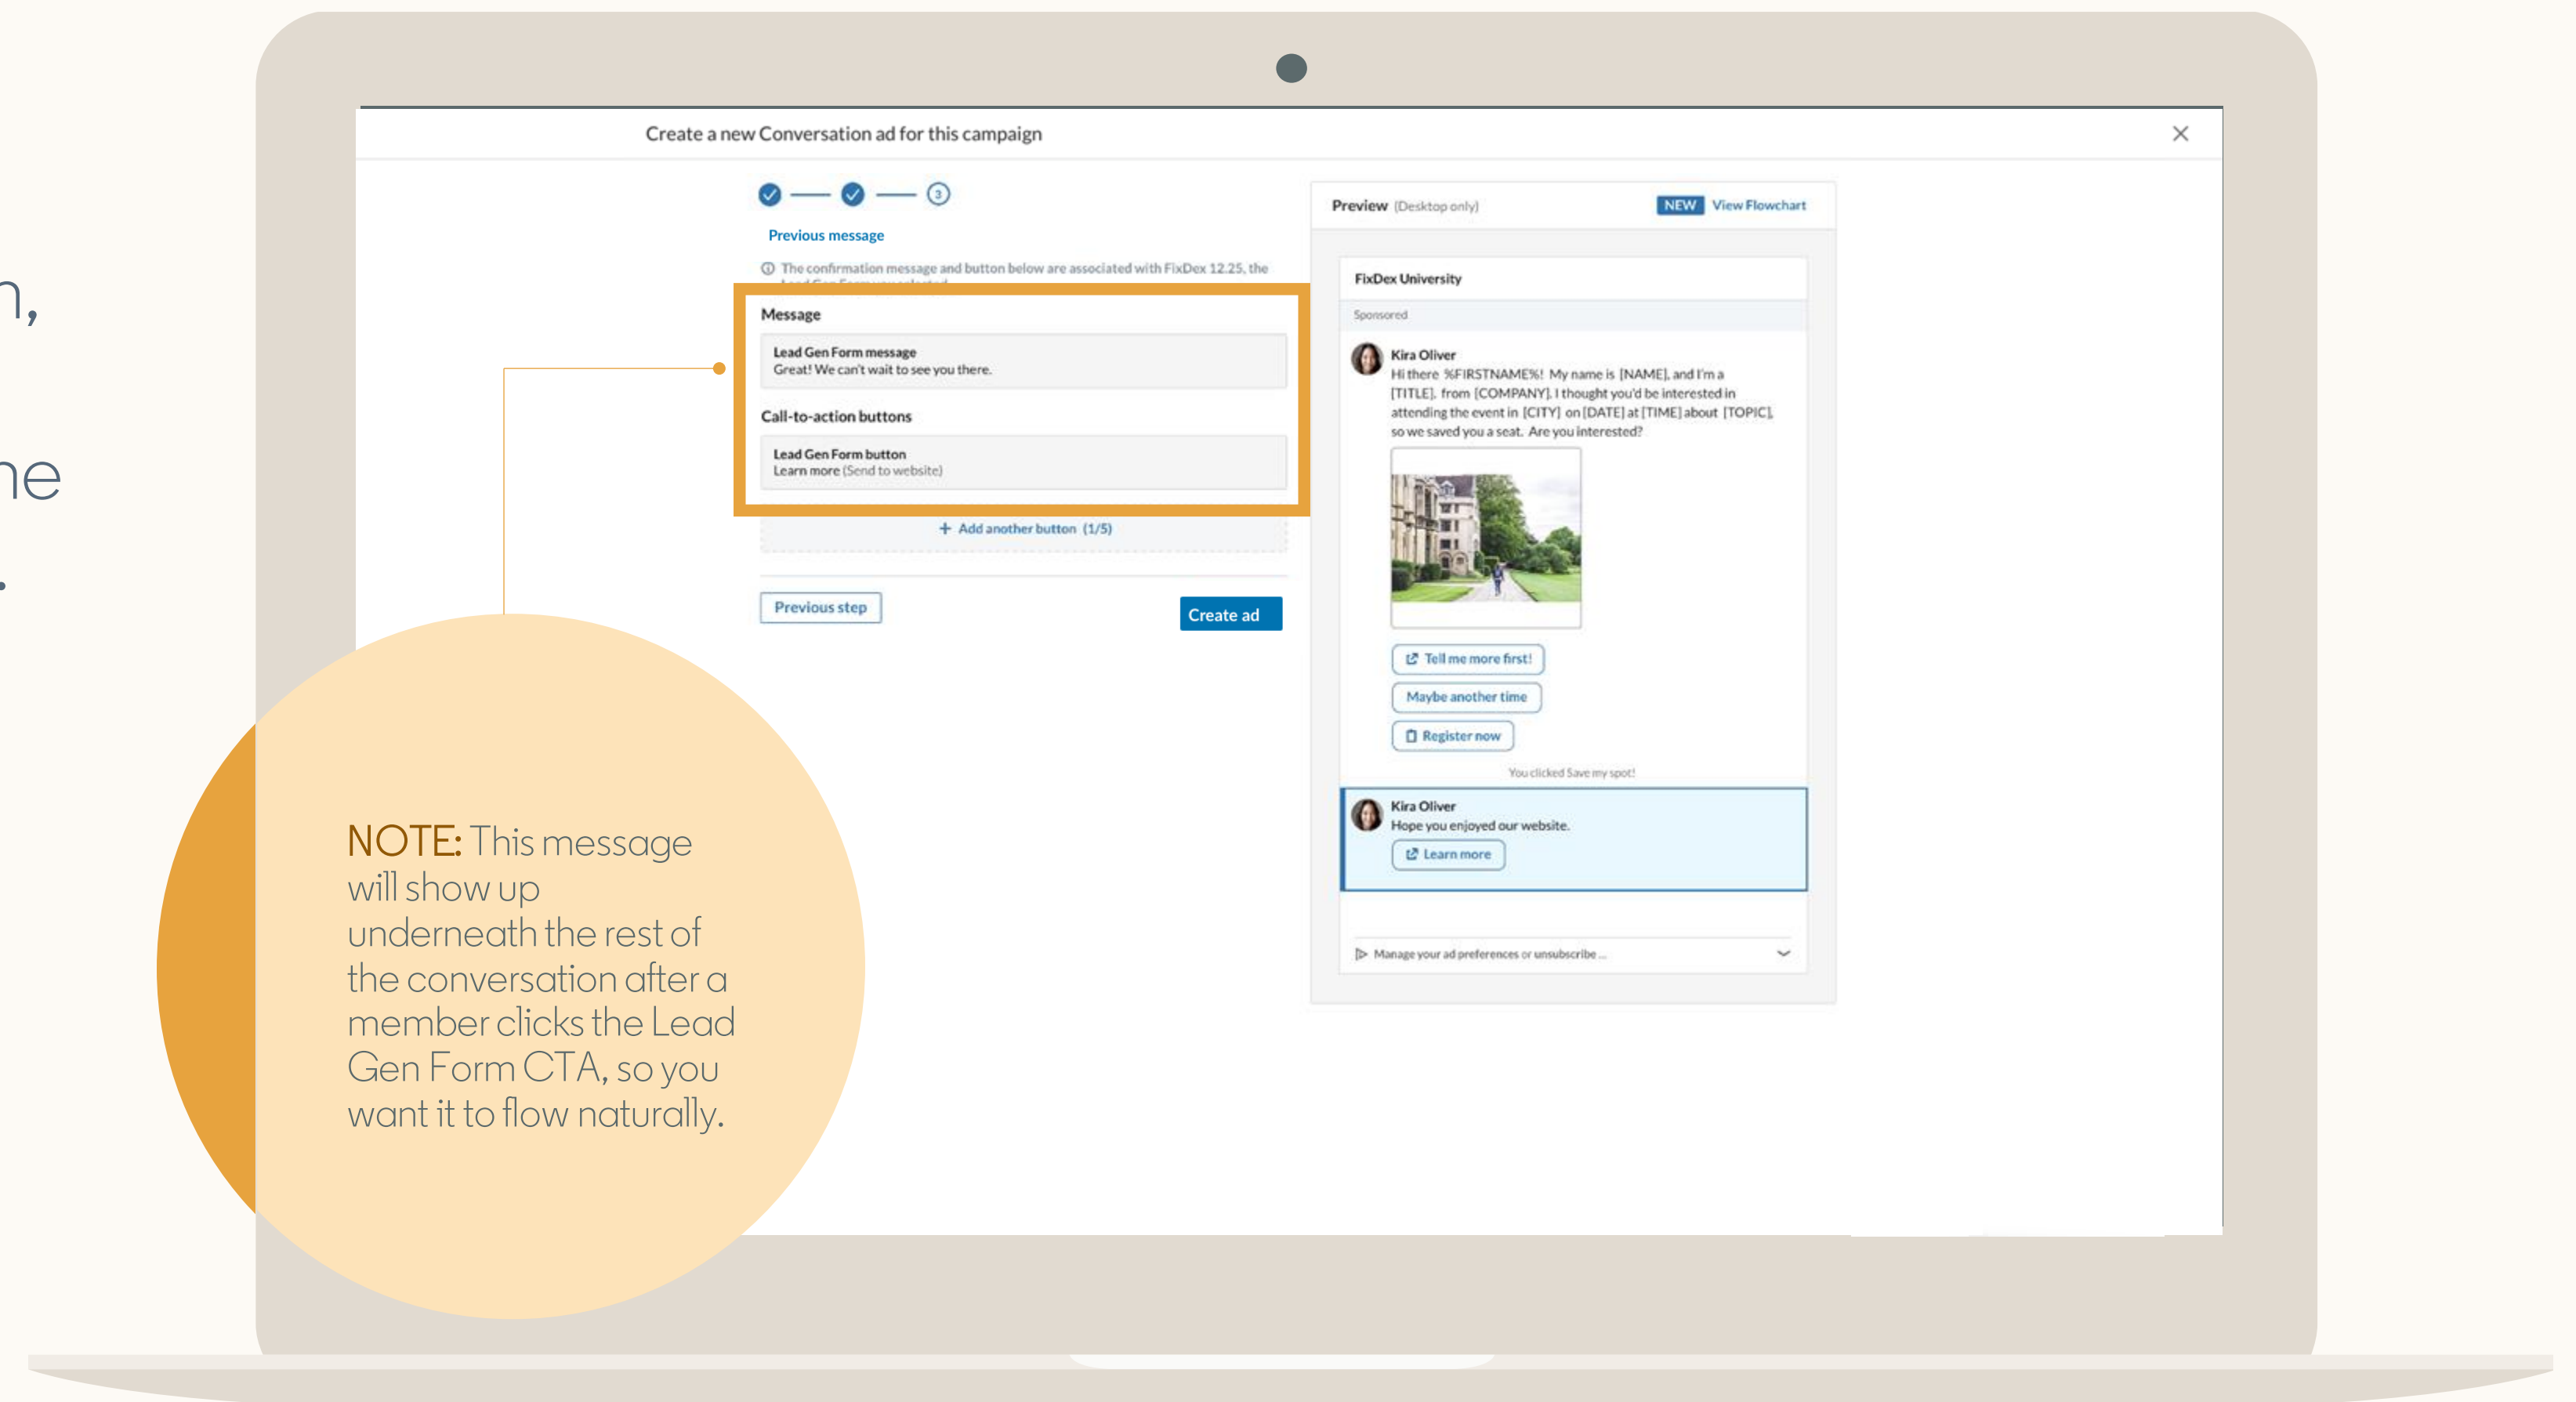 n,
ne
.
Create a new Conversation ad for this campaign
3
Previous message
The confirmation message and button below are associated with FixDex 12.25, the
Message
Lead Gen Form message
Great! We can't wait to see you there.
Call-to-action buttons
Lead Gen Form button
Learn more (Send to website)
+ Add another button (1/5)
Previous step
Create ad
Preview (Desktop only)
NEW View Flowchart
FixDex University
Sponsored
Kira Oliver
Hi there %FIRSTNAME%! My name is [NAME], and I'm a
[TITLE], from [COMPANY]. I thought you'd be interested in
attending the event in [CITY] on [DATE] at [TIME] about [TOPIC],
so we saved you a seat. Are you interested?
Tell me more first!
Maybe another time
Register now
You clicked Save my spot!
Kira Oliver
Hope you enjoyed our website.
Learn more
Manage your ad preferences or unsubscribe ...
NOTE: This message
will show up
underneath the rest of
the conversation after a
member clicks the Lead
Gen Form CTA, so you
want it to flow naturally.